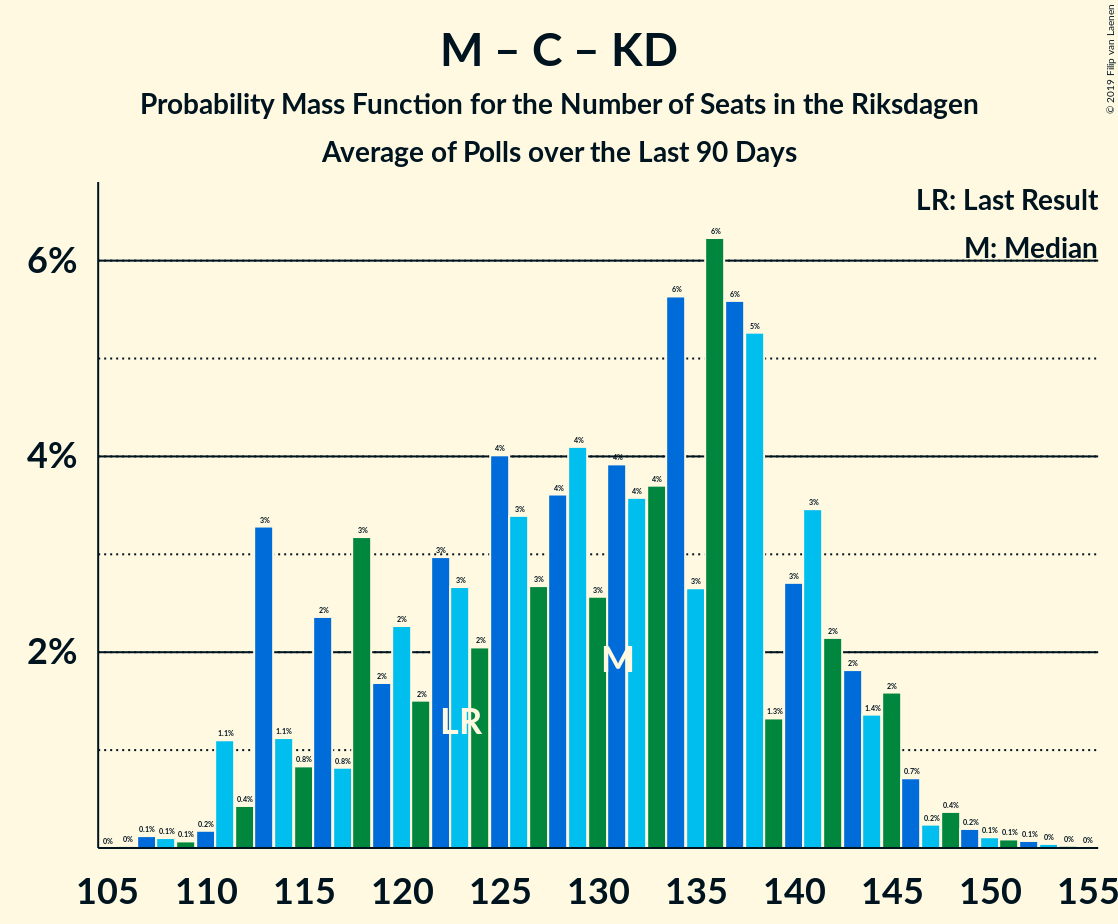 M – C – KD
Probability Mass Function for the Number of Seats in the Riksdagen
Average of Polls over the Last 90 Days
© 2019 Filip van Laenen
LR: Last Result
M: Median
6%
4%
2%
0% 0% 0.1% 0.1% 0.1% 0.2% 1.1% 0.4% 3% 1.1% 0.8% 2% 0.8% 3% 2% 2% 2% 3% 3% 2% 4% 3% 3% 4% 4% 3% 4% 4% 4% 6% 3% 6% 6% 5% 1.3% 3% 3% 2% 2% 1.4% 2% 0.7% 0.2% 0.4% 0.2% 0.1% 0.1% 0.1% 0% 0% 0%
M
LR
105 110 115 120 125 130 135 140 145 150 155